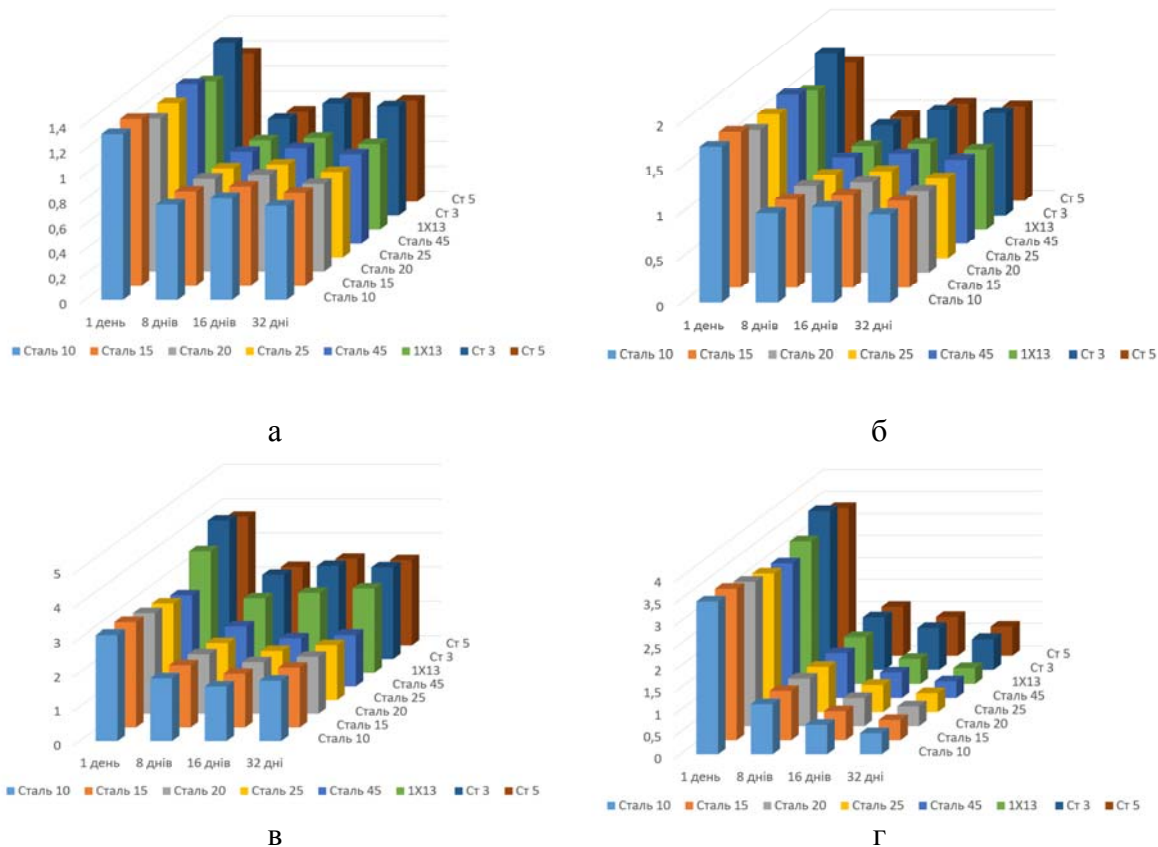 1,4
1,2
1
0,8
0,6
0,4
0,2
0
1 день 8 днів 16 днів 32 дні
Ст 5
Ст 3
1Х13
Сталь 45
Сталь 25
Сталь 20
Сталь 15
Сталь 10
Сталь 10 Сталь 15 Сталь 20 Сталь 25 Сталь 45 1Х13 Ст 3 Ст 5
а
2
1,5
1
0,5
0
1 день 8 днів 16 днів 32 дні
Ст 5
Ст 3
1Х13
Сталь 45
Сталь 25
Сталь 20
Сталь 15
Сталь 10
Сталь 10 Сталь 15 Сталь 20 Сталь 25 Сталь 45 1Х13 Ст 3 Ст 5
б
5
4
3
2
1
0
1 день 8 днів 16 днів 32 дні
Ст 5
Ст 3
1Х13
Сталь 45
Сталь 25
Сталь 20
Сталь 15
Сталь 10
Сталь 10 Сталь 15 Сталь 20 Сталь 25 Сталь 45 1Х13 Ст 3 Ст 5
в
4
3,5
3
2,5
2
1,5
1
0,5
0
1 день 8 днів 16 днів 32 дні
Ст 5
Ст 3
1Х13
Сталь 45
Сталь 25
Сталь 20
Сталь 15
Сталь 10
Сталь 10 Сталь 15 Сталь 20 Сталь 25 Сталь 45 1Х13 Ст 3 Ст 5
г